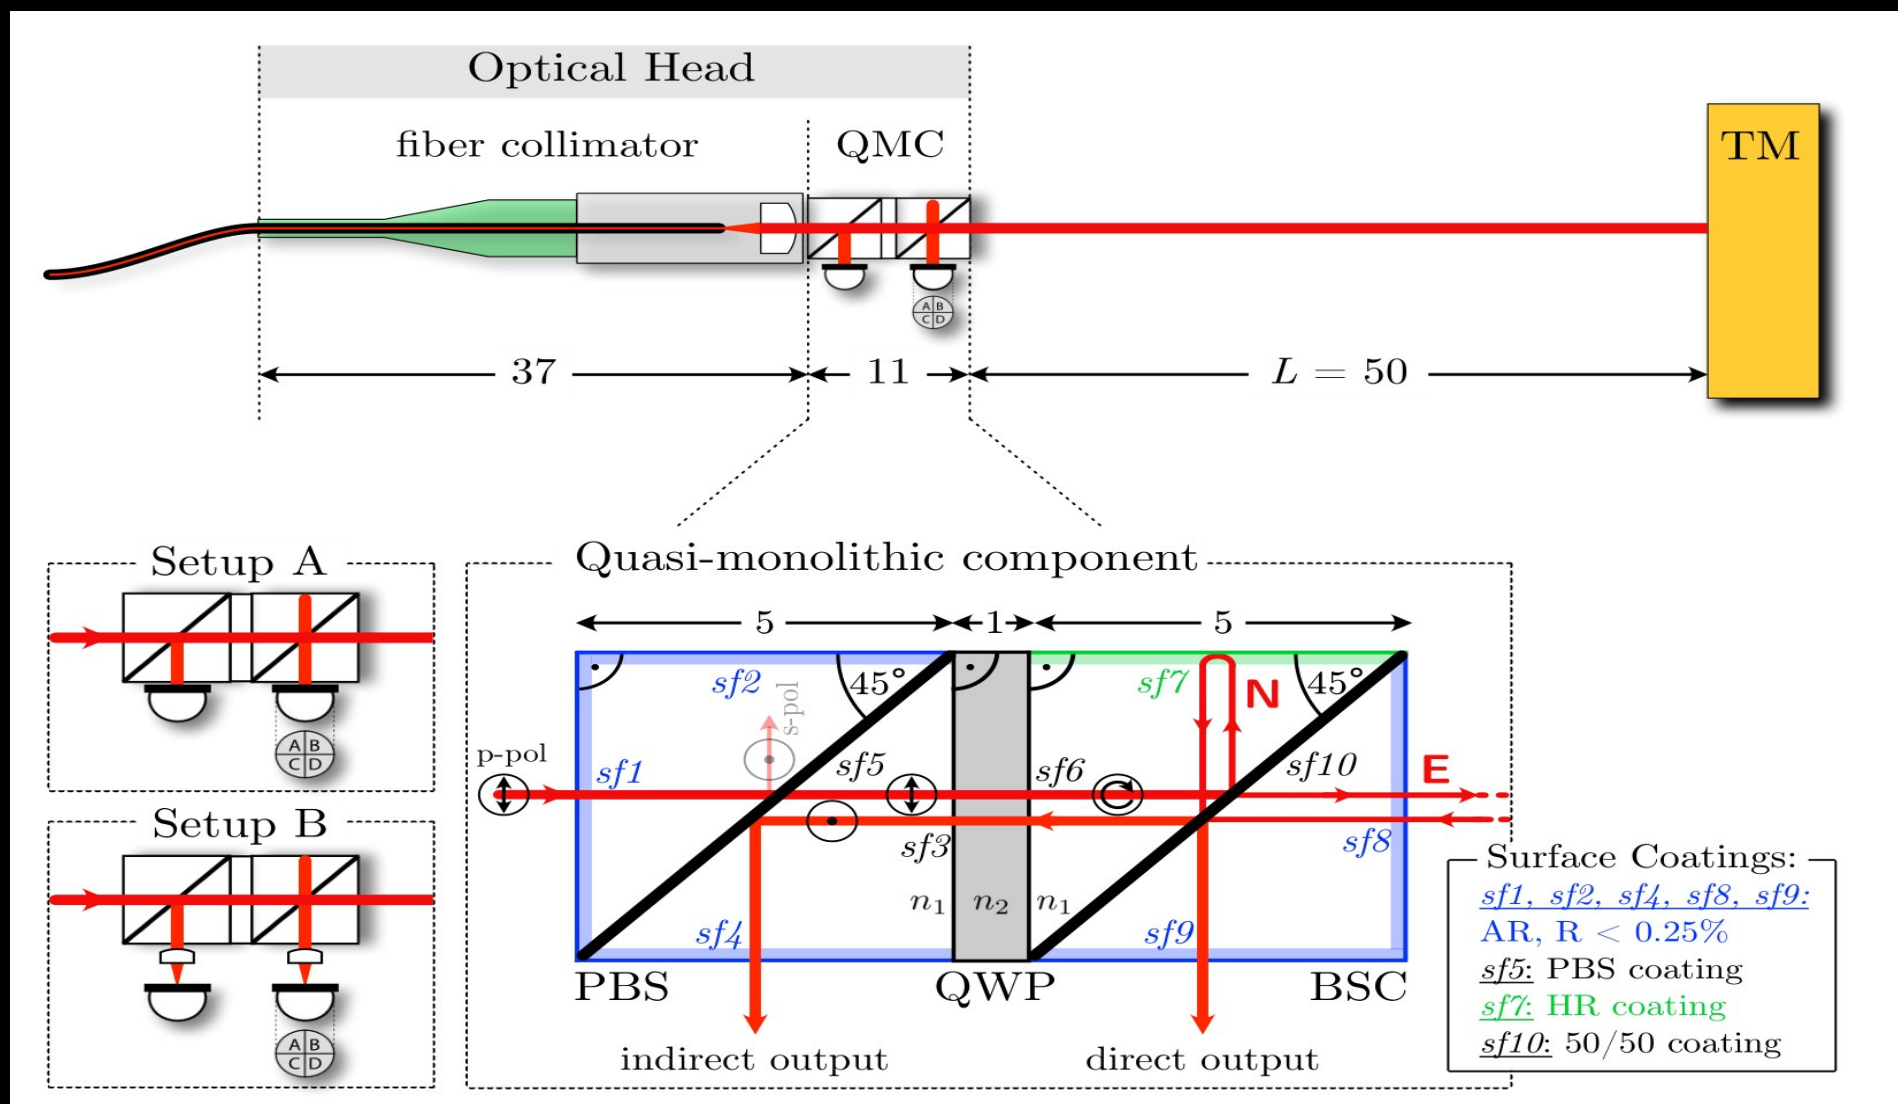 Optical Head
fiber collimator
QMC
TM
A B
C D
37
11
L = 50
Setup A
A B
C D
Setup B
A B
C D
Quasi-monolithic component
5
1
5
sf2
45°
s-pol
sf7
N
45°
p-pol
sf1
sf5
sf6
sf10
E
sf3
sf8
n1
n2
n1
sf4
sf9
PBS
QWP
BSC
indirect output
direct output
Surface Coatings:
sf1, sf2, sf4, sf8, sf9:
AR, R < 0.25%
sf5: PBS coating
sf7: HR coating
sf10: 50/50 coating